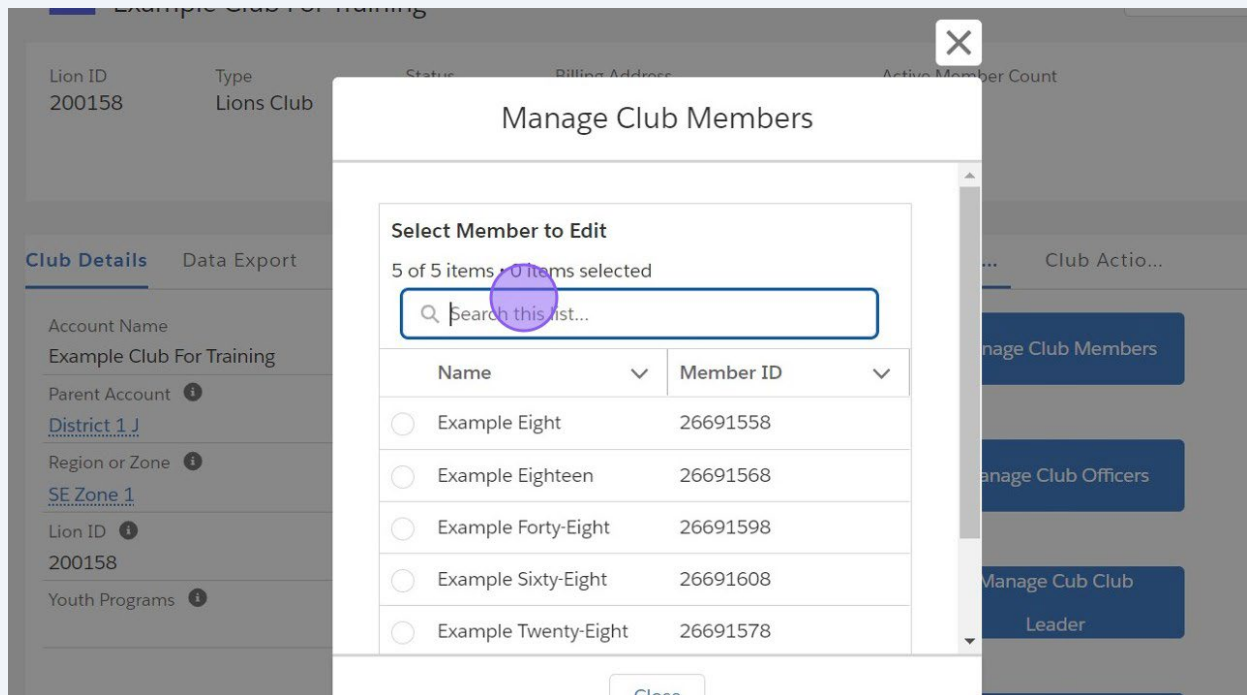 Example Club For Training
Lion ID
Type
Status
Billing Address
Active Member Count
200158
Lions Club
Manage Club Members
Select Member to Edit
5 of 5 items • 0 items selected
Search this list...
Name
Member ID
Example Eight
26691558
Example Eighteen
26691568
Example Forty-Eight
26691598
Example Sixty-Eight
26691608
Example Twenty-Eight
26691578
Close
Club Details
Data Export
Account Name
Example Club For Training
Parent Account
District 1 J
Region or Zone
SE Zone 1
Lion ID
200158
Youth Programs
...
Club Actio...
nage Club Members
anage Club Officers
Manage Cub Club
Leader